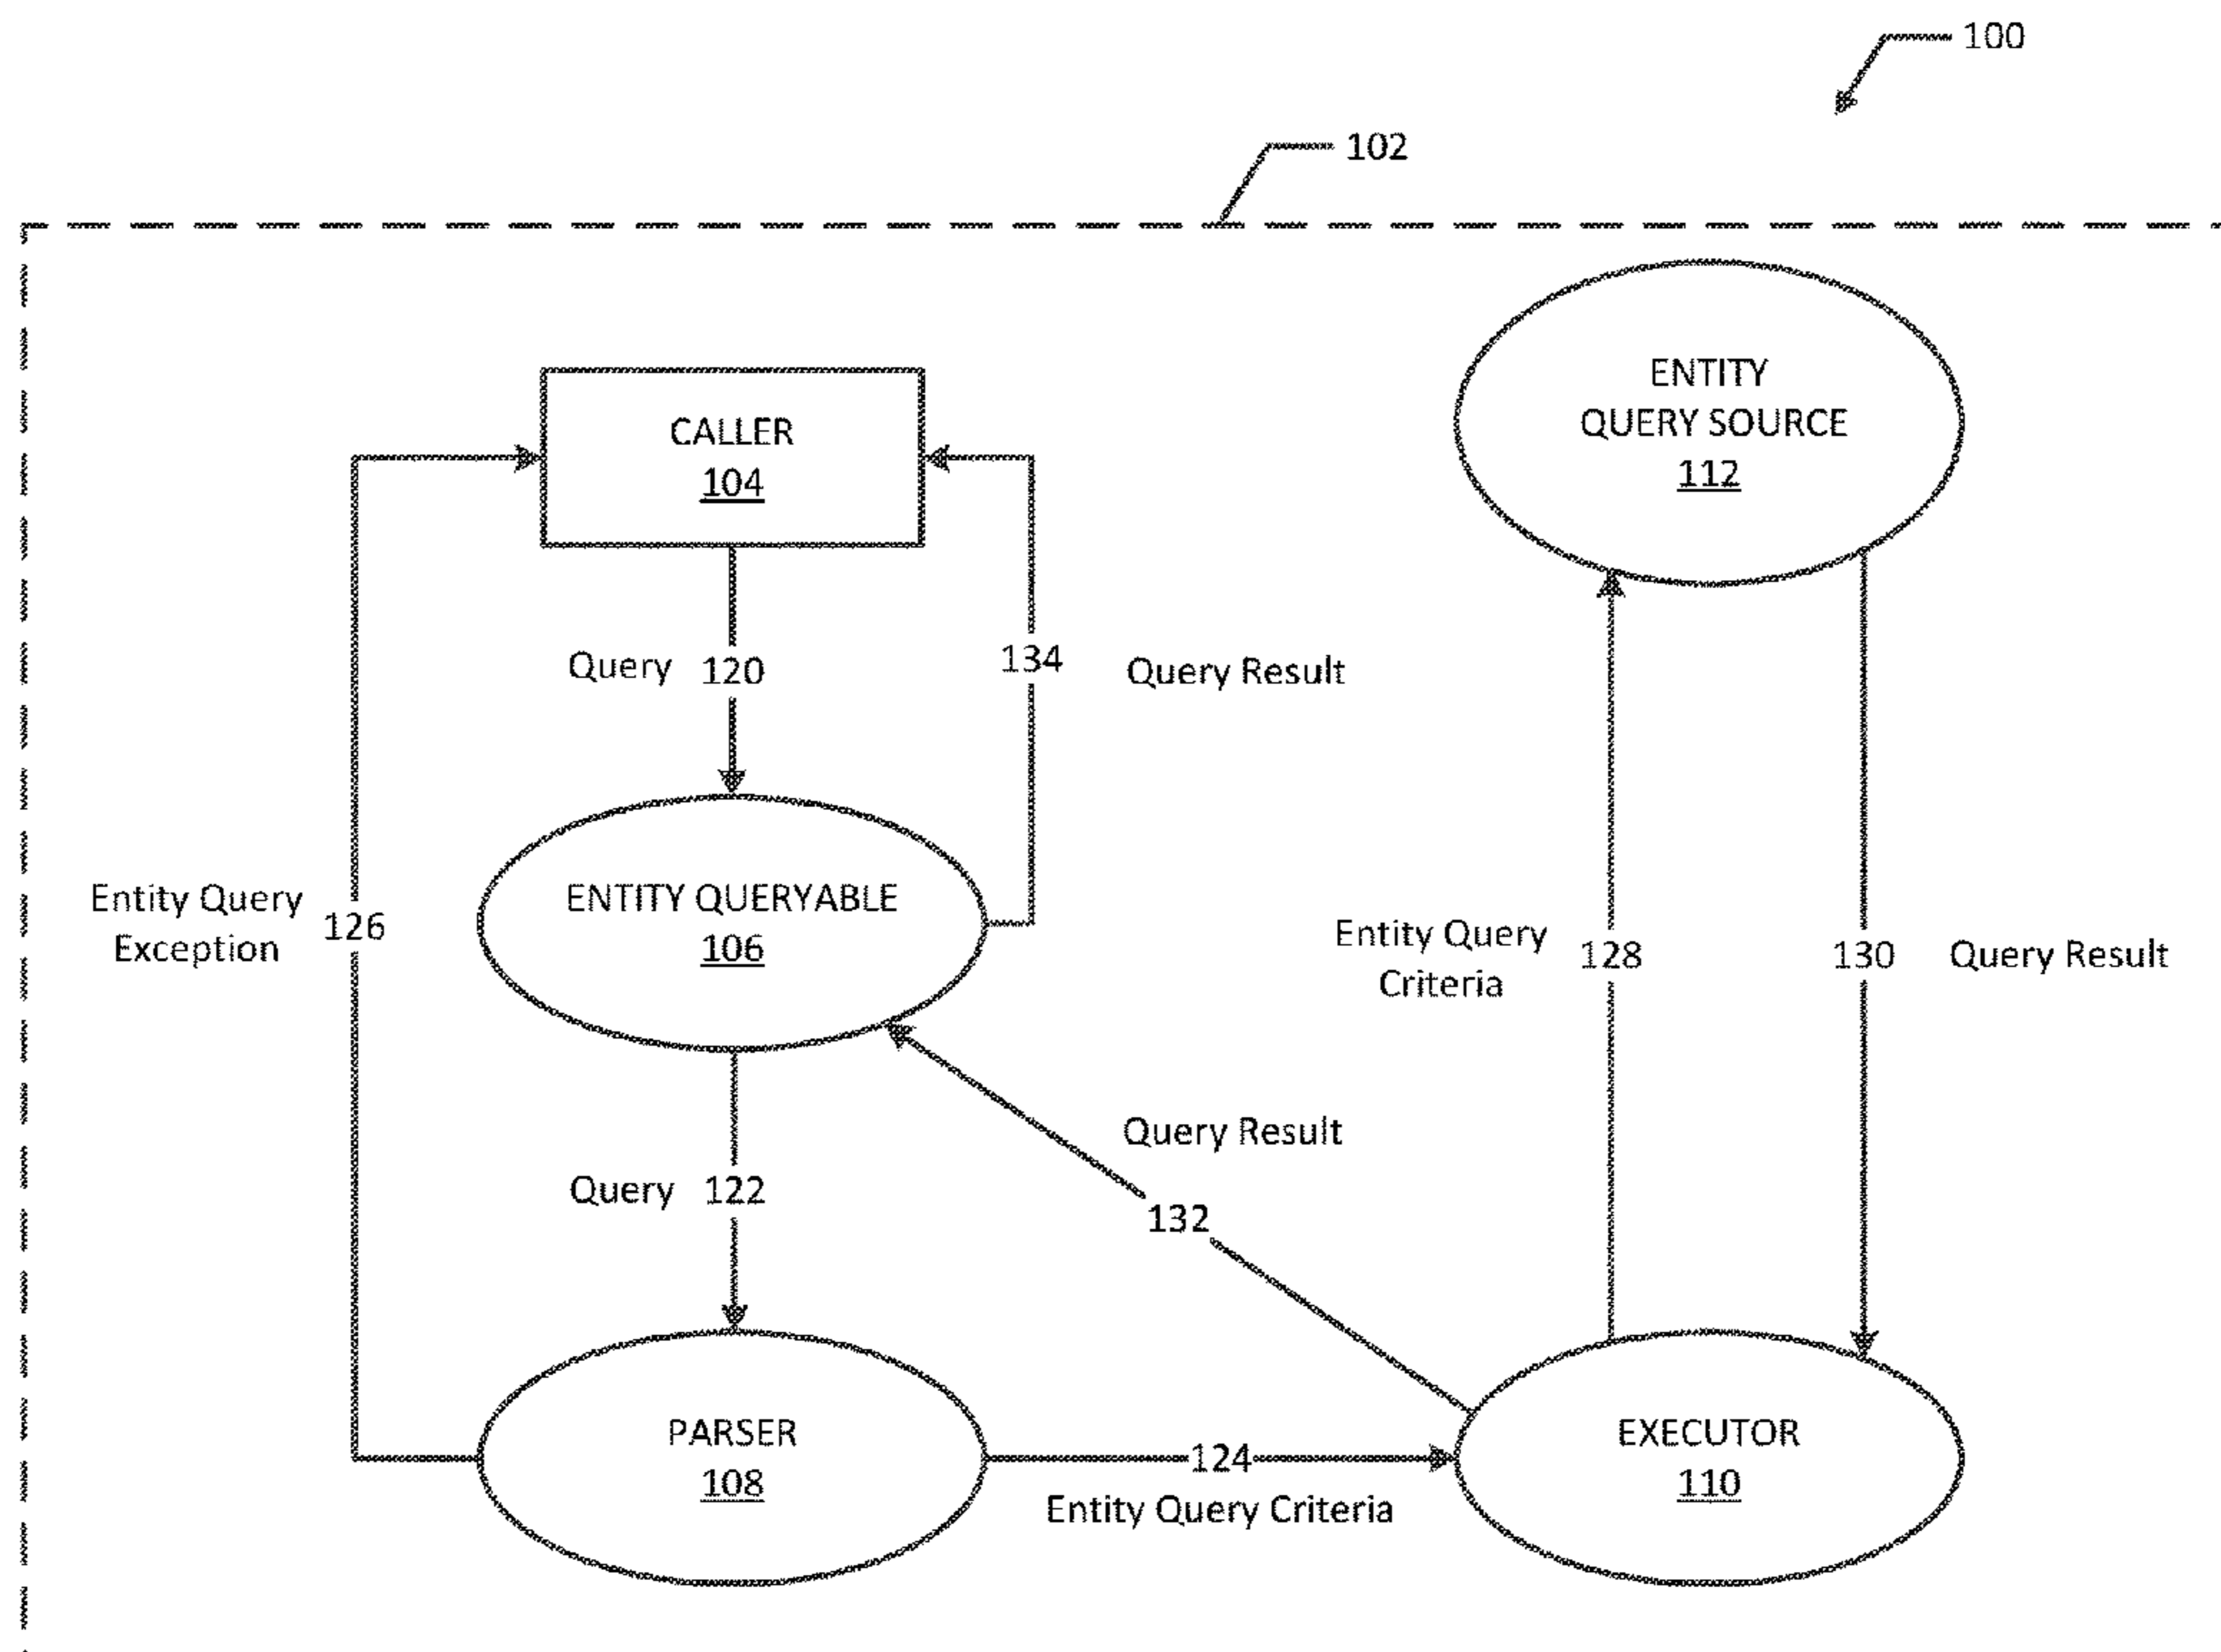 100
102
ENTITY
QUERY SOURCE
112
CALLER
104
Query 120
134
Query Result
ENTITY QUERYABLE
106
Entity Query
Exception
126
Entity Query
Criteria
128
130
Query Result
Query Result
132
Query 122
PARSER
108
124
Entity Query Criteria
EXECUTOR
110